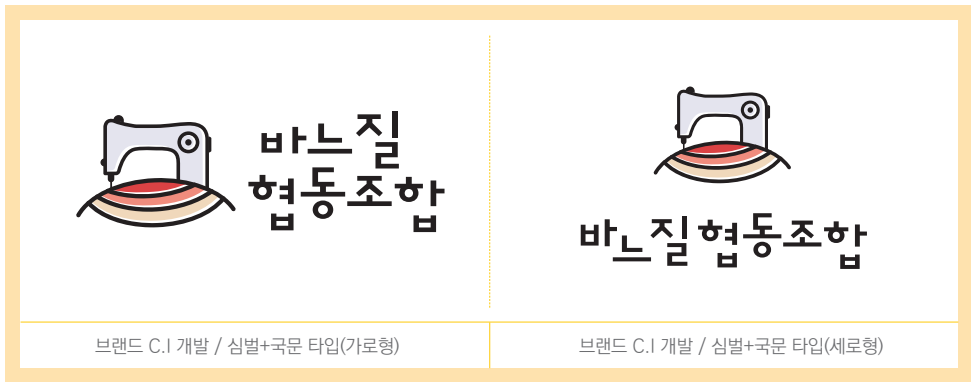 바느질
협동조합
브랜드 C.I 개발 / 심벌+국문 타입(가로형)
바느질 협동조합
브랜드 C.I 개발 / 심벌+국문 타입(세로형)